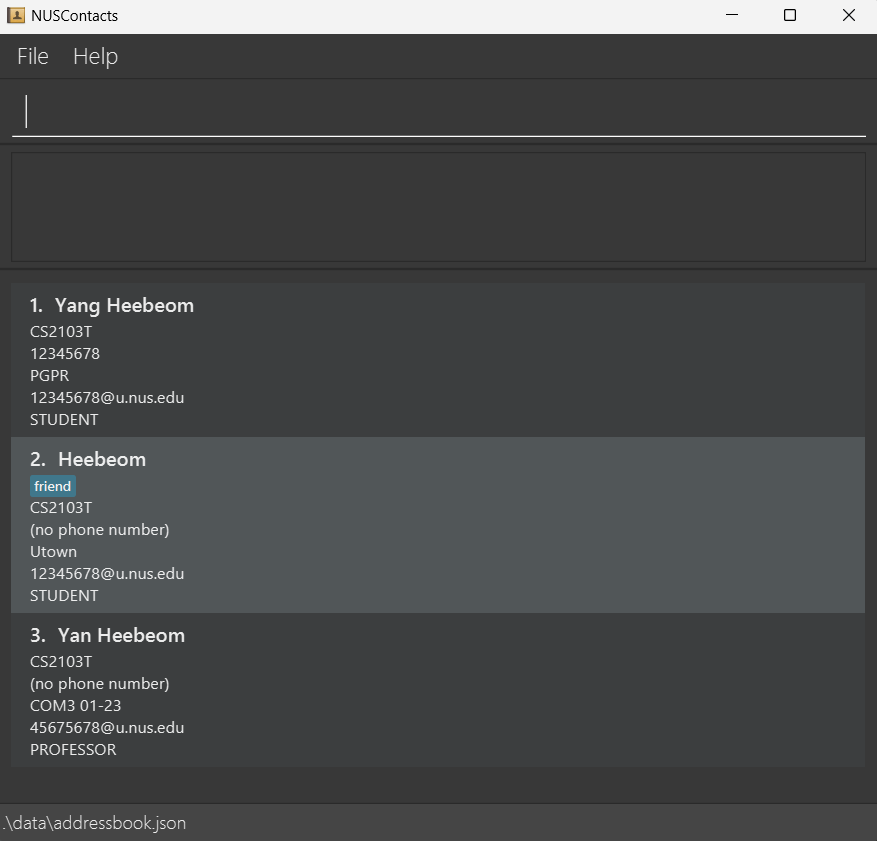 NUSContacts
File Help
1. Yang Heebeom
CS2103T
12345678
PGPR
12345678@u.nus.edu
STUDENT
2. Heebeom
friend
CS2103T
(no phone number)
Utown
12345678@u.nus.edu
STUDENT
3. Yan Heebeom
CS2103T
(no phone number)
COM3 01-23
45675678@u.nus.edu
PROFESSOR
.\data\addressbook.json